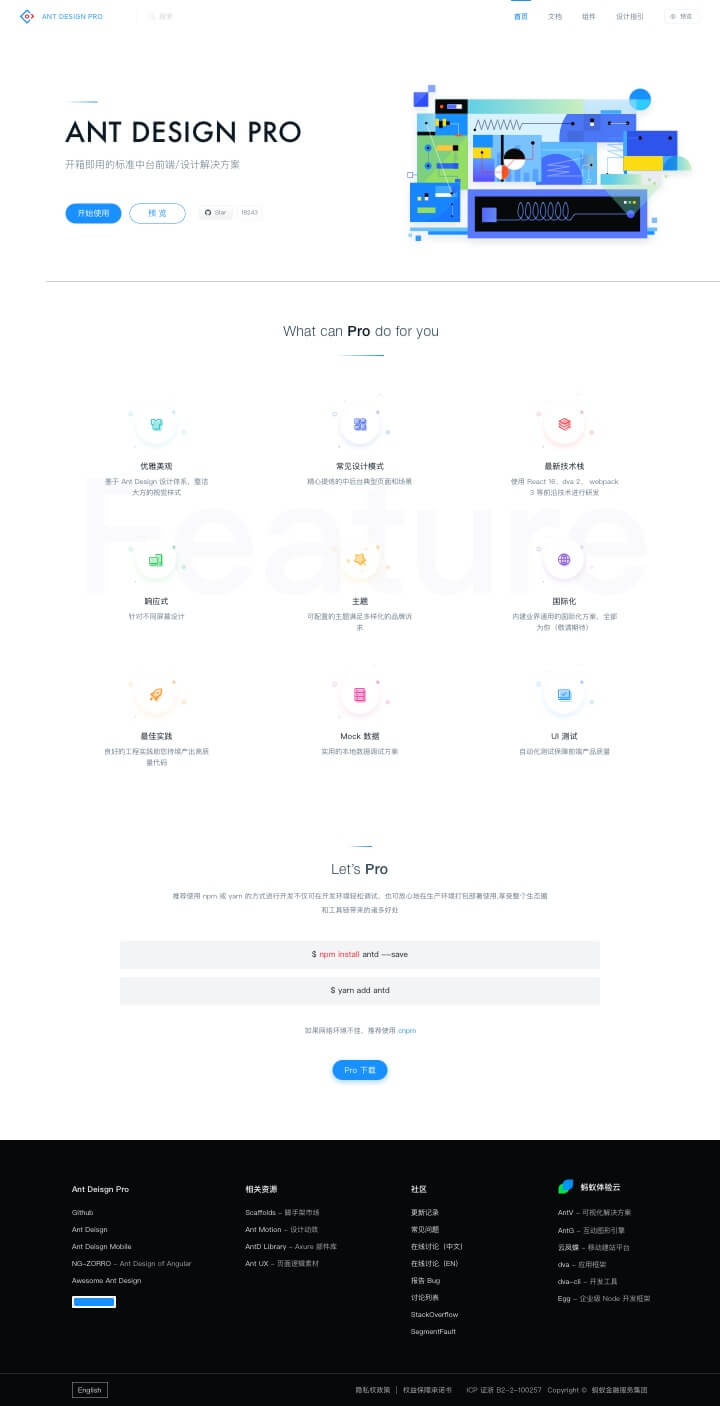 ANT DESIGN PRO
搜索
首页 文档 组件 设计指引 预览
ANT DESIGN PRO
开箱即用的标准中台前端/设计解决方案
开始使用 预 览 Star 19243
What can Pro do for you
Feature
优雅美观 常见设计模式 最新技术栈
基于 Ant Design 设计体系，整洁 精心提炼的中后台典型页面和场景 使用 React 16、dva 2、 webpack
大方的视觉样式 3 等前沿技术进行研发
响应式 主题 国际化
针对不同屏幕设计 可配置的主题满足多样化的品牌诉 内建业界通用的国际化方案，全部
求 为你（敬请期待）
最佳实践 Mock 数据 UI 测试
良好的工程实践助您持续产出高质 实用的本地数据调试方案 自动化测试保障前端产品质量
量代码
Let's Pro
推荐使用 npm 或 yarn 的方式进行开发不仅可在开发环境轻松调试，也可放心地在生产环境打包部署使用,享受整个生态圈
和工具链带来的诸多好处
$ npm install antd --save
$ yarn add antd
如果网络环境不佳，推荐使用 cnpm
Pro 下载
Ant Deisgn Pro 相关资源 社区 蚂蚁体验云
Github Scaffolds - 脚手架市场 更新记录 AntV - 可视化解决方案
Ant Deisgn Ant Motion - 设计动效 常见问题 AntG - 互动图形引擎
Ant Deisgn Mobile AntD Library - Axure 部件库 在线讨论（中文） 云凤蝶 - 移动建站平台
NG-ZORRO - Ant Design of Angular Ant UX - 页面逻辑素材 在线讨论（EN） dva - 应用框架
Awesome Ant Design 报告 Bug dva-cli - 开发工具
讨论列表 Egg - 企业级 Node 开发框架
StackOverflow
SegmentFault
English 隐私权政策 | 权益保障承诺书 ICP 证浙 B2-2-100257 Copyright © 蚂蚁金融服务集团